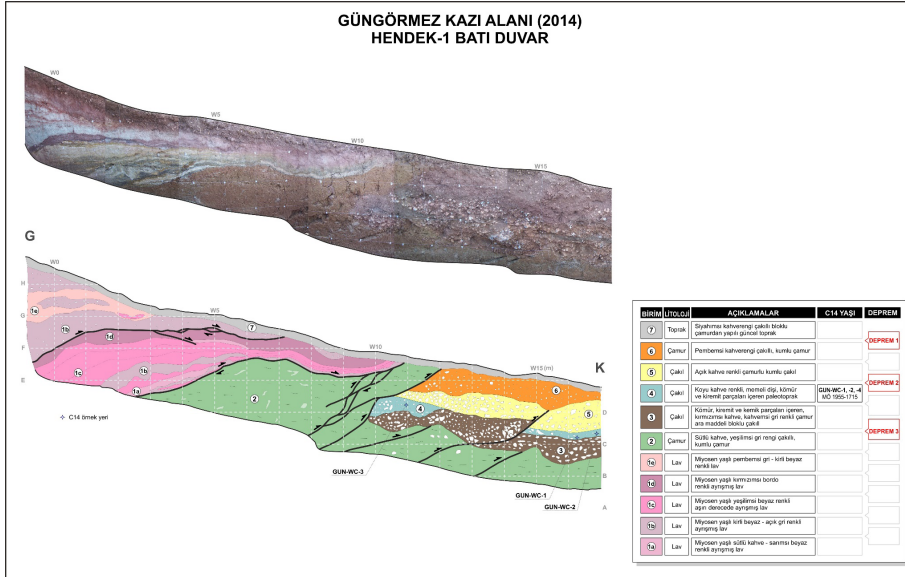 GÜNGÖRMEZ KAZI ALANI (2014)
HENDEK-1 BATI DUVAR
W0
W5
W10
W15
G
W0
H
1e
G
1b
1d
W5
7
F
1c
1b
W10
E
1a
2
W15 (m)
K
6
4
5
D
3
C
B
A
C14 örnek yeri
GUN-WC-3
GUN-WC-1
GUN-WC-2
BİRİM LİTOLOJİ AÇIKLAMALAR C14 YAŞI DEPREM
7 Toprak Siyahımsı kahverengi çakıllı bloklu
çamurdan yapılı güncel toprak
DEPREM 1
6 Çamur Pembemsi kahverengi çakıllı, kumlu çamur
5 Çakıl Açık kahve renkli çamurlu kumlu çakıl
DEPREM 2
4 Çakıl Koyu kahve renkli, memeli dişi, kömür
ve kiremit parçaları içeren paleotoprak
GUN-WC-1, -2, -4
MÖ 1955-1715
3 Çakıl Kömür, kiremit ve kemik parçaları içeren,
kırmızımsı kahve, kahvemsi gri renkli çamur
ara maddeli bloklu çakıl
DEPREM 3
2 Çamur Sütlü kahve, yeşilimsi gri rengi çakıllı,
kumlu çamur
1e Lav Miyosen yaşlı pembemsi gri - kirli beyaz
renkli lav
1d Lav Miyosen yaşlı kırmızımsı bordo
renkli ayrışmış lav
1c Lav Miyosen yaşlı yeşilimsi beyaz renkli
aşırı derecede ayrışmış lav
1b Lav Miyosen yaşlı kirli beyaz - açık gri renkli
ayrışmış lav
1a Lav Miyosen yaşlı sütlü kahve - sarımsı beyaz
renkli ayrışmış lav